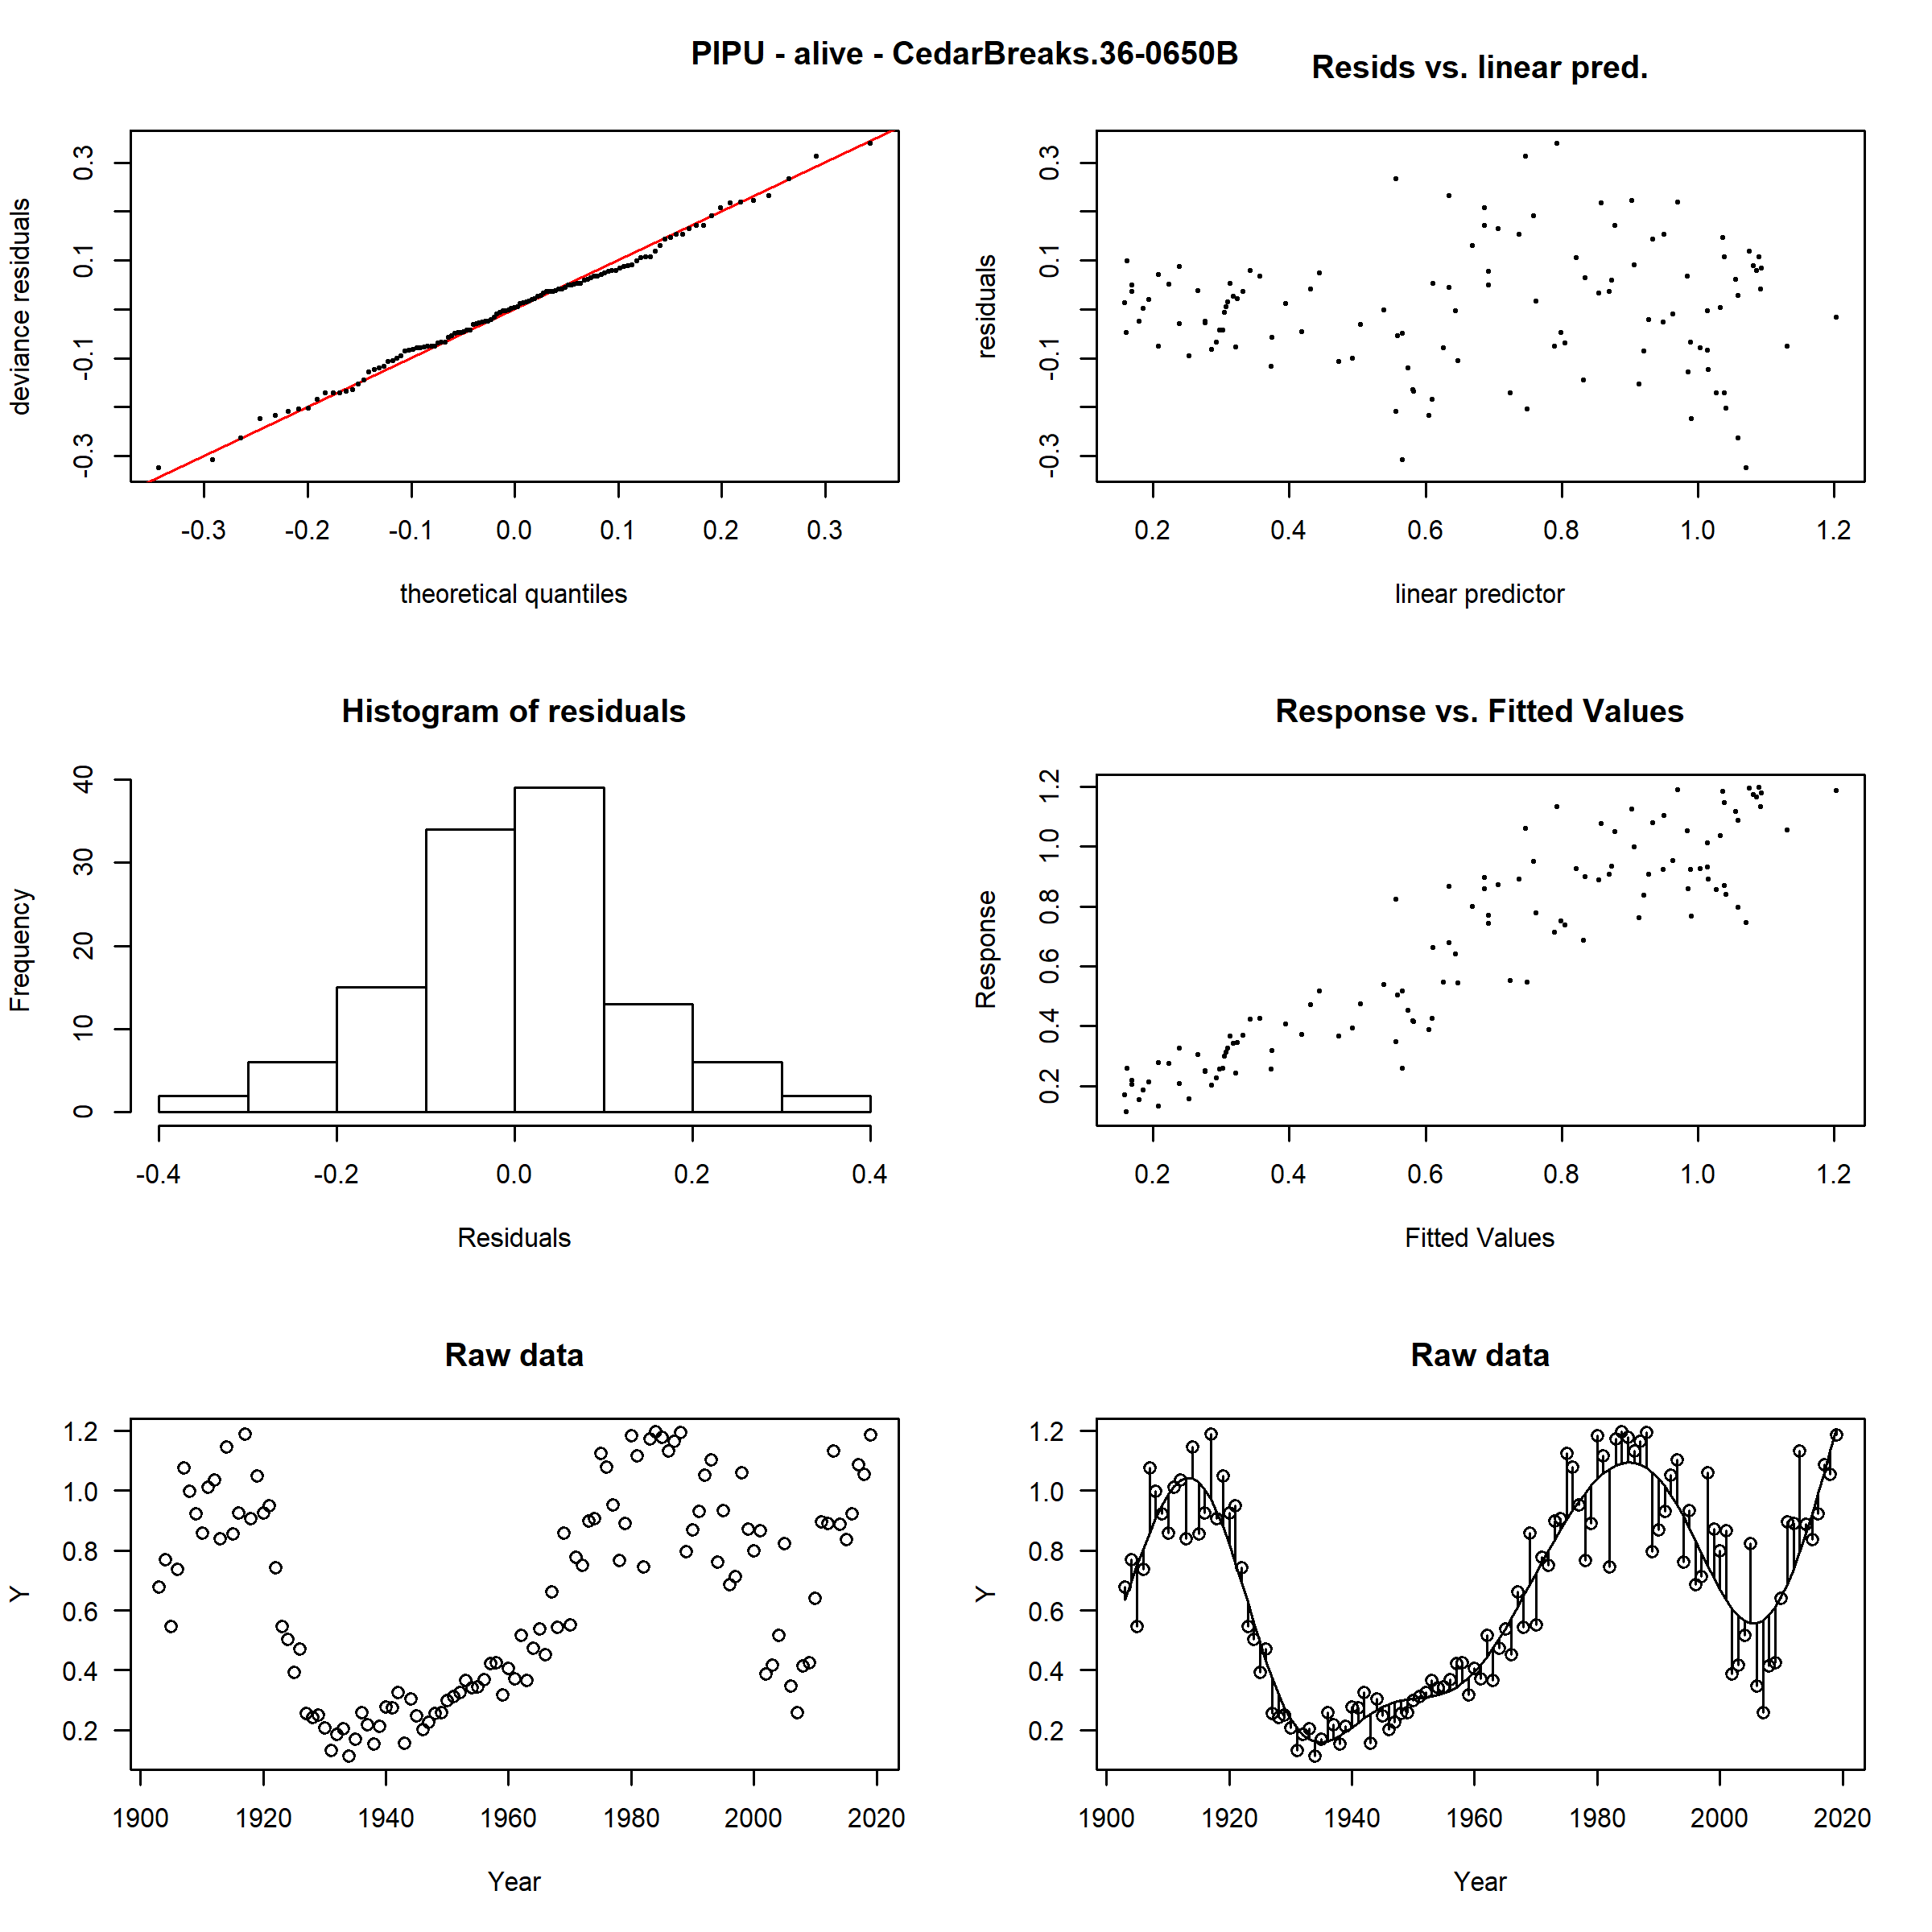 PIPU - alive - CedarBreaks.36-0650B
Resids vs. linear pred.
deviance residuals
-0.3 -0.1 0.1 0.3
-0.3 -0.2 -0.1 0.0 0.1 0.2 0.3
theoretical quantiles
residuals
-0.3 -0.1 0.1 0.3
0.2 0.4 0.6 0.8 1.0 1.2
linear predictor
Histogram of residuals
Frequency
0 10 20 30 40
-0.4 -0.2 0.0 0.2 0.4
Residuals
Response vs. Fitted Values
Response
0.2 0.4 0.6 0.8 1.0 1.2
0.2 0.4 0.6 0.8 1.0 1.2
Fitted Values
Raw data
Y
1.2
1.0
0.8
0.6
0.4
0.2
1900 1920 1940 1960 1980 2000 2020
Year
Raw data
Y
1.2
1.0
0.8
0.6
0.4
0.2
1900 1920 1940 1960 1980 2000 2020
Year